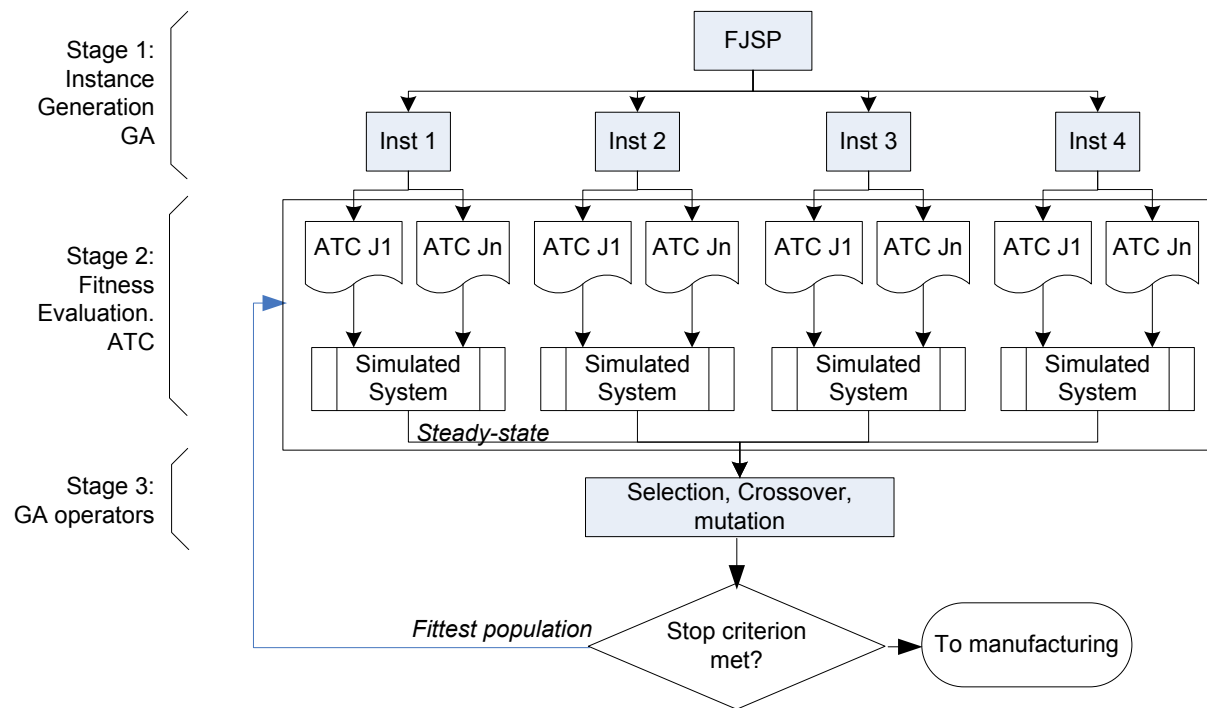 Stage 1:
Instance
Generation
GA
FJSP
Inst 1
Inst 2
Inst 3
Inst 4
Stage 2:
Fitness
Evaluation.
ATC
ATC J1
ATC Jn
ATC J1
ATC Jn
ATC J1
ATC Jn
ATC J1
ATC Jn
Simulated
System
Simulated
System
Simulated
System
Simulated
System
Steady-state
Stage 3:
GA operators
Selection, Crossover,
mutation
Fittest population
Stop criterion
met?
To manufacturing